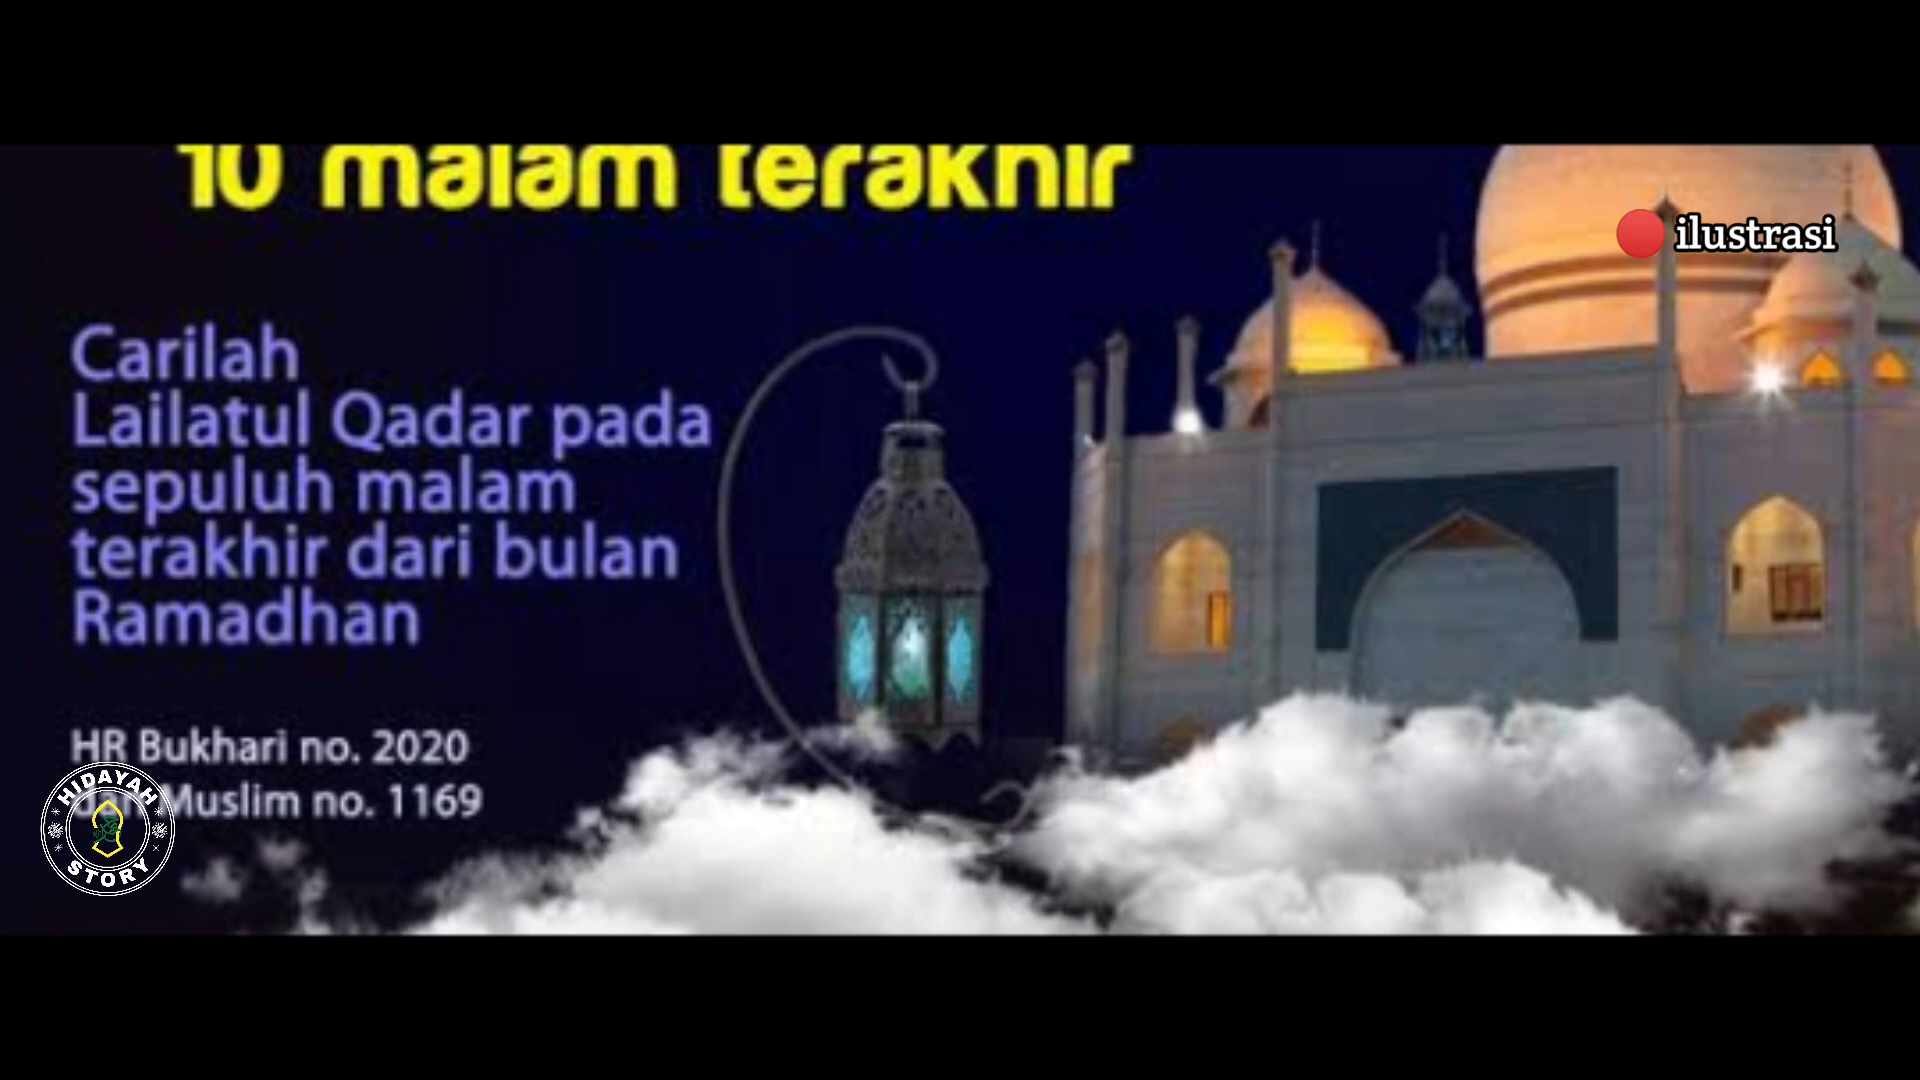 10 malam terakhir
ilustrasi
Carilah
Lailatul Qadar pada
sepuluh malam
terakhir dari bulan
Ramadhan
HR Bukhari no. 2020
dan Muslim no. 1169
HIDAYAH
STORY